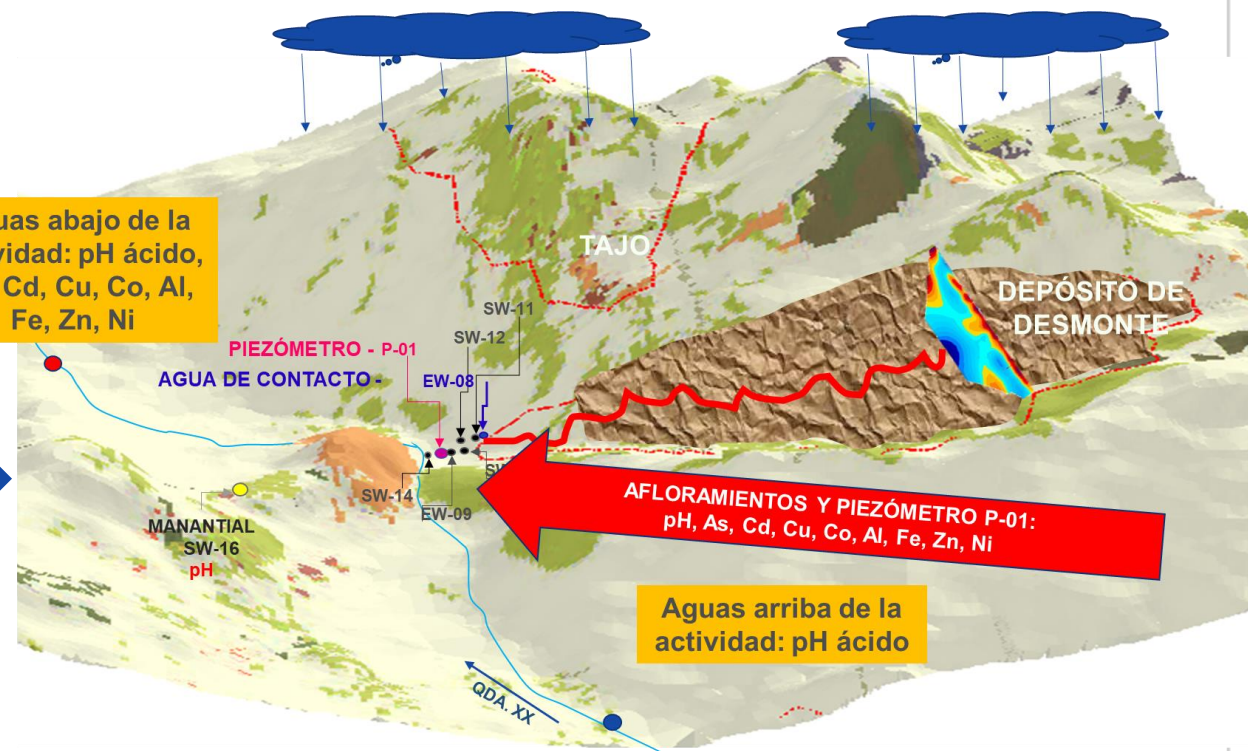 abajo de la
pH ácido,
Cd, Cu, Co, Al,
Fe, Zn, Ni
TAJO
DEPÓSITO DE
DESMONTE
SW-11
SW-12
PIEZÓMETRO - P-01
AGUA DE CONTACTO - EW-08
SW-14
EW-09
MANANTIAL
SW-16
pH
AFLORAMIENTOS Y PIEZÓMETRO P-01:
pH, As, Cd, Cu, Co, Al, Fe, Zn, Ni
Aguas arriba de la
actividad: pH ácido
QDA. XX